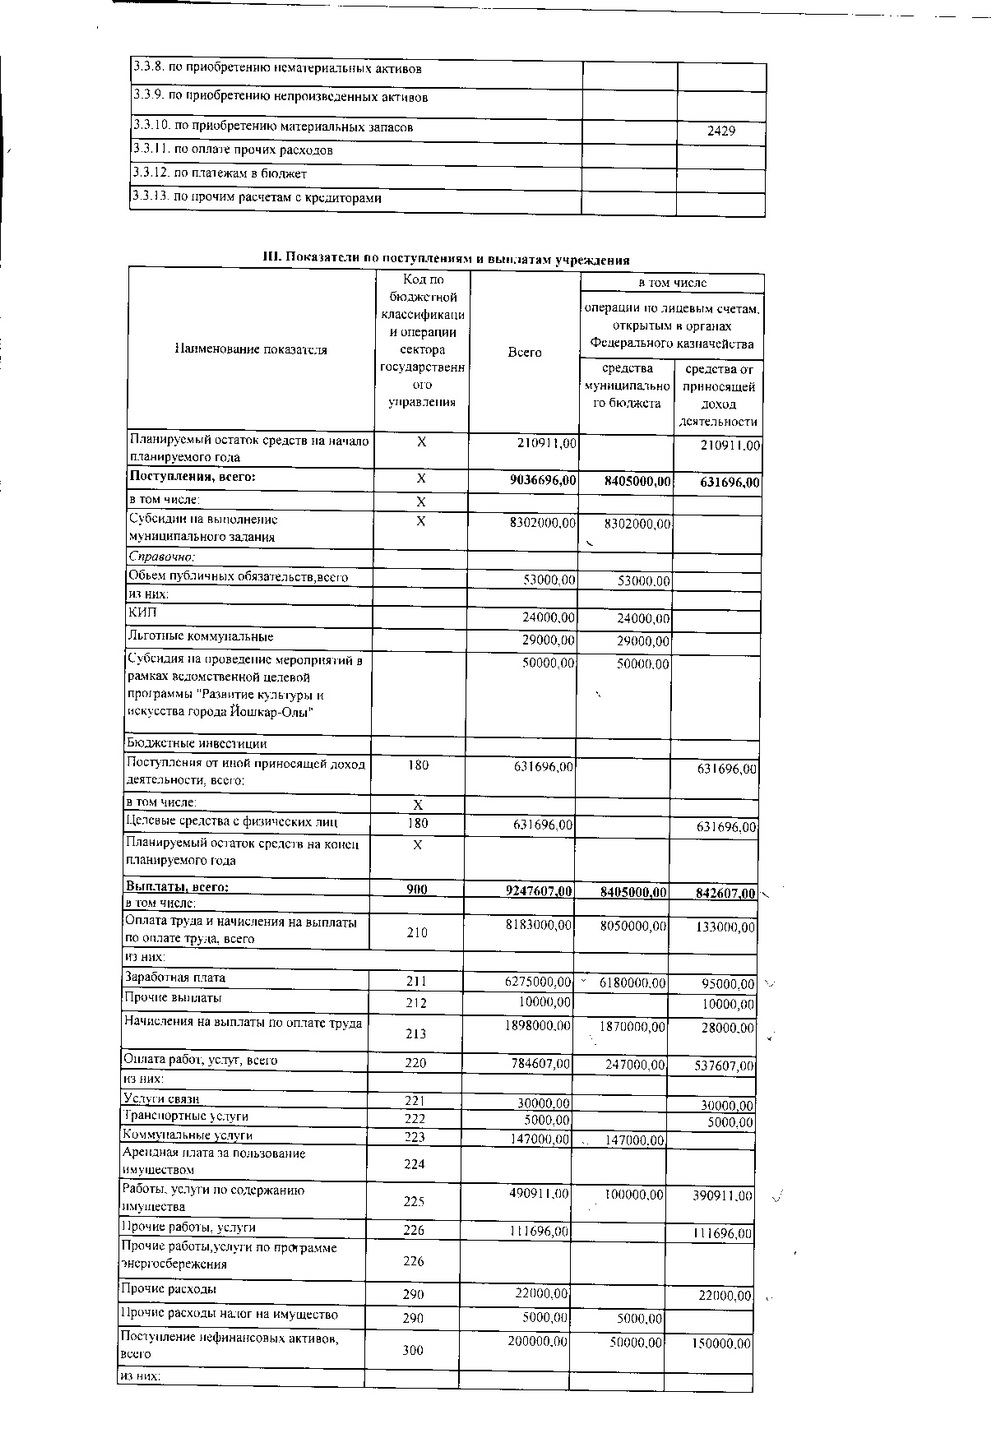 3.3.8. по приобретению нематериальных активов
3.3.9. по приобретению непроизведенных активов
3.3.10. по приобретению материальных запасов 2429
3.3.11. по оплате прочих расходов
3.3.12. по платежам в бюджет
3.3.13. по прочим расчетам с кредиторами
III. Показатели по поступлениям и выплатам учреждения
Наименование показателя
Код по
бюджетной
классификаци
и операции
сектора
государственн
ого
управления
Всего
в том числе
операции по лицевым счетам,
открытым в органах
Федерального казначейства
средства
муниципально
го бюджета
средства от
приносящей
доход
деятельности
Планируемый остаток средств на начало
планируемого года
X 210911,00 210911,00
Поступления, всего: X 9036696,00 8405000,00 631696,00
в том числе: X
Субсидии на выполнение
муниципального задания
X 8302000,00 8302000,00
Справочно:
Объем публичных обязательств,всего 53000,00 53000,00
из них:
КИП 24000,00 24000,00
Льготные коммунальные 29000,00 29000,00
Субсидия на проведение мероприятий в
рамках ведомственной целевой
программы "Развитие культуры и
искусства города Йошкар-Олы"
50000,00 50000,00
Бюджетные инвестиции
Поступления от иной приносящей доход
деятельности, всего:
180 631696,00 631696,00
в том числе: X
Целевые средства с физических лиц 180 631696,00 631696,00
Планируемый остаток средств на конец
планируемого года
X
Выплаты, всего: 900 9247607,00 8405000,00 842607,00
в том числе:
Оплата труда и начисления на выплаты
по оплате труда, всего
210 8183000,00 8050000,00 133000,00
из них:
Заработная плата 211 6275000,00 6180000,00 95000,00
Прочие выплаты 212 10000,00 10000,00
Начисления на выплаты по оплате труда 213 1898000,00 1870000,00 28000,00
Оплата работ, услуг, всего 220 784607,00 247000,00 537607,00
из них:
Услуги связи 221 30000,00 30000,00
Транспортные услуги 222 5000,00 5000,00
Коммунальные услуги 223 147000,00 147000,00
Арендная плата за пользование
имуществом
224
Работы, услуги по содержанию
имущества
225 490911,00 100000,00 390911,00
Прочие работы, услуги 226 111696,00 111696,00
Прочие работы,услуги по программе
энергосбережения
226
Прочие расходы 290 22000,00 22000,00
Прочие расходы налог на имущество 290 5000,00 5000,00
Поступление нефинансовых активов,
всего
300 200000,00 50000,00 150000,00
из них: